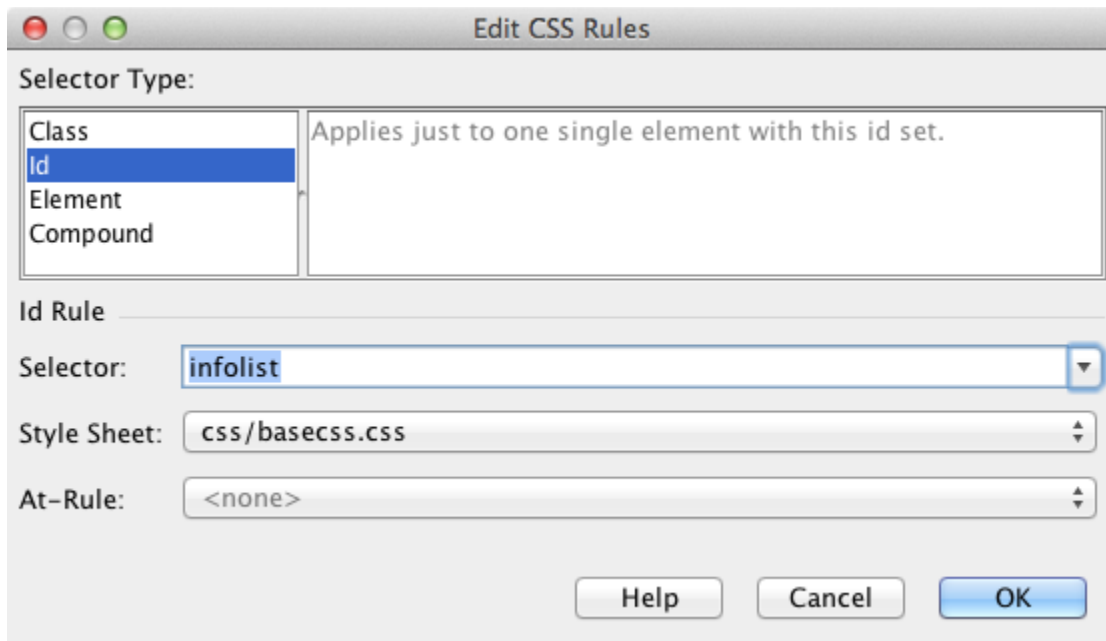 Edit CSS Rules
Selector Type:
Class
Id
Element
Compound
Applies just to one single element with this id set.
Id Rule
Selector:
infolist
Style Sheet:
css/basecss.css
At-Rule:
<none>
Help
Cancel
OK